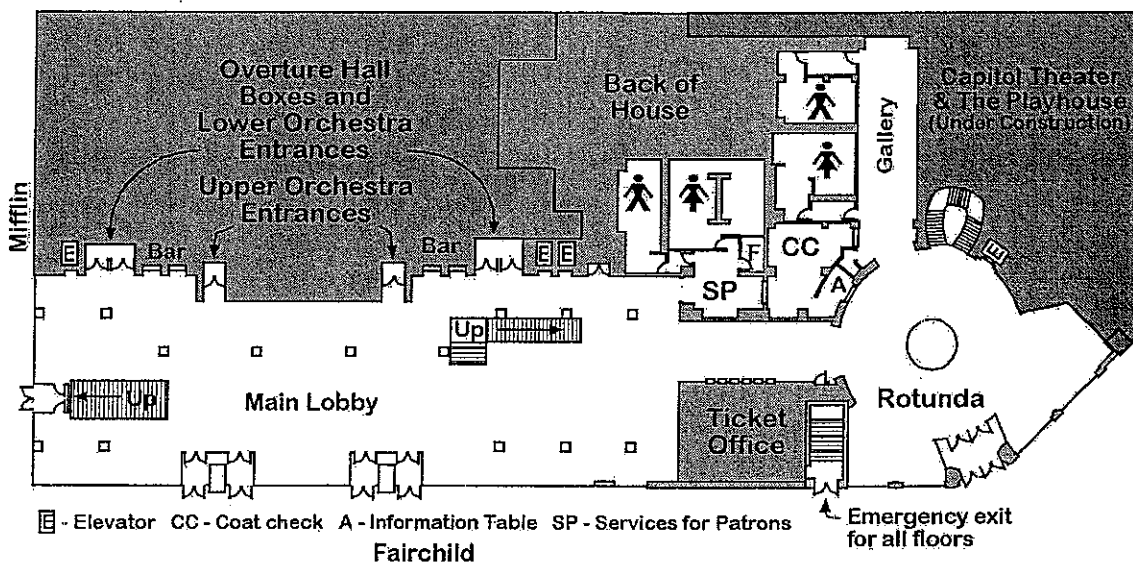 Overture Hall
Boxes and
Lower Orchestra
Entrances
Upper Orchestra
Entrances
Back of
House
Capitol Theater
& The Playhouse
(Under Construction)
Gallery
Mifflin
E
Bar
Bar
E
E
F
CC
A
E
SP
Up
Up
Main Lobby
Ticket
Office
Rotunda
E - Elevator CC - Coat check A - Information Table SP - Services for Patrons
Emergency exit
for all floors
Fairchild